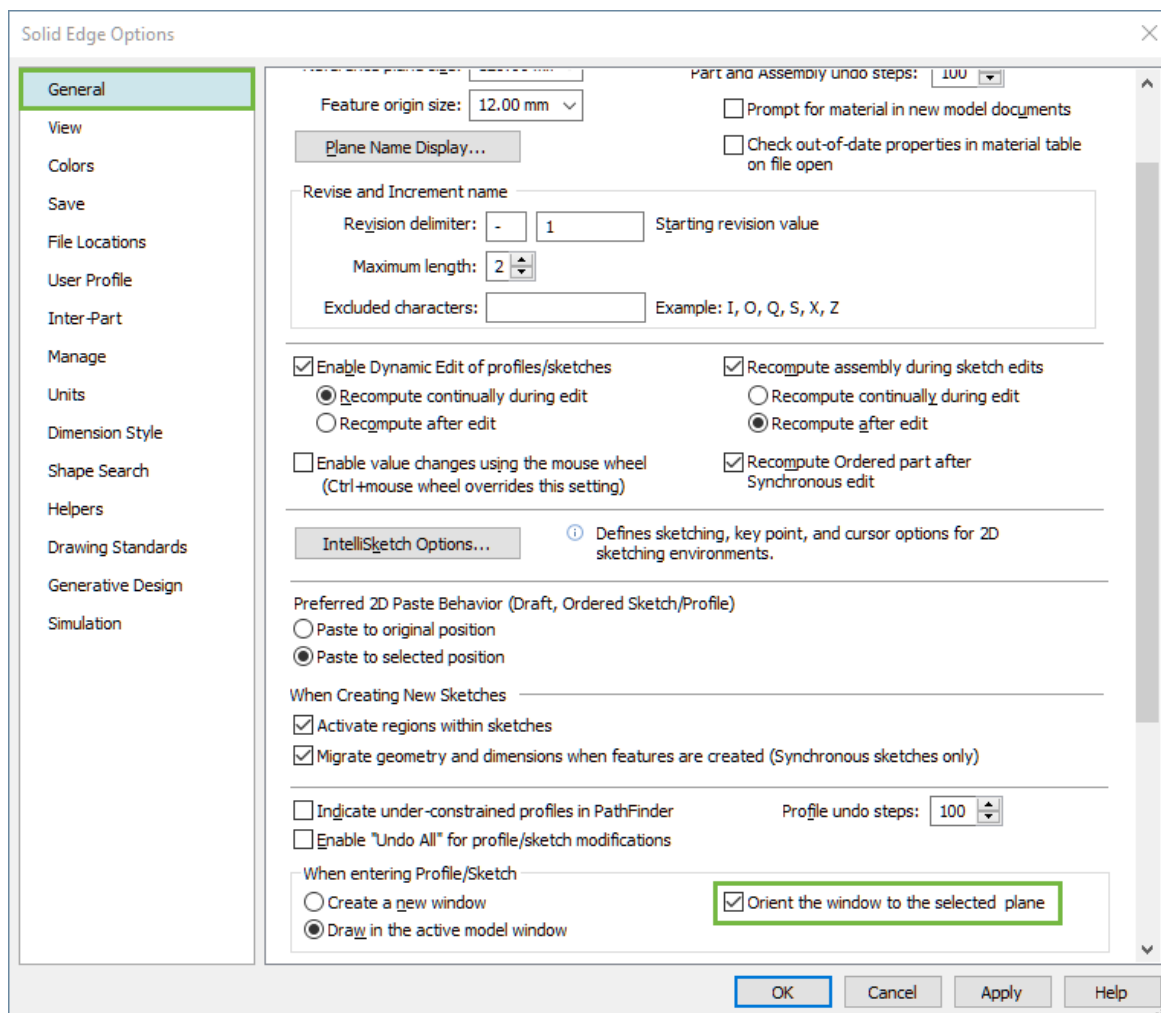 Solid Edge Options
General
View
Colors
Save
File Locations
User Profile
Inter-Part
Manage
Units
Dimension Style
Shape Search
Helpers
Drawing Standards
Generative Design
Simulation
Part and Assembly undo steps: 100
Feature origin size: 12.00 mm
Prompt for material in new model documents
Plane Name Display...
Check out-of-date properties in material table
on file open
Revise and Increment name
Revision delimiter: - 1 Starting revision value
Maximum length: 2
Excluded characters: Example: I, O, Q, S, X, Z
Enable Dynamic Edit of profiles/sketches
Recompute continually during edit
Recompute after edit
Recompute assembly during sketch edits
Recompute continually during edit
Recompute after edit
Enable value changes using the mouse wheel
(Ctrl+mouse wheel overrides this setting)
Recompute Ordered part after
Synchronous edit
IntelliSketch Options...
Defines sketching, key point, and cursor options for 2D
sketching environments.
Preferred 2D Paste Behavior (Draft, Ordered Sketch/Profile)
Paste to original position
Paste to selected position
When Creating New Sketches
Activate regions within sketches
Migrate geometry and dimensions when features are created (Synchronous sketches only)
Indicate under-constrained profiles in PathFinder
Profile undo steps: 100
Enable "Undo All" for profile/sketch modifications
When entering Profile/Sketch
Create a new window
Draw in the active model window
Orient the window to the selected plane
OK
Cancel
Apply
Help